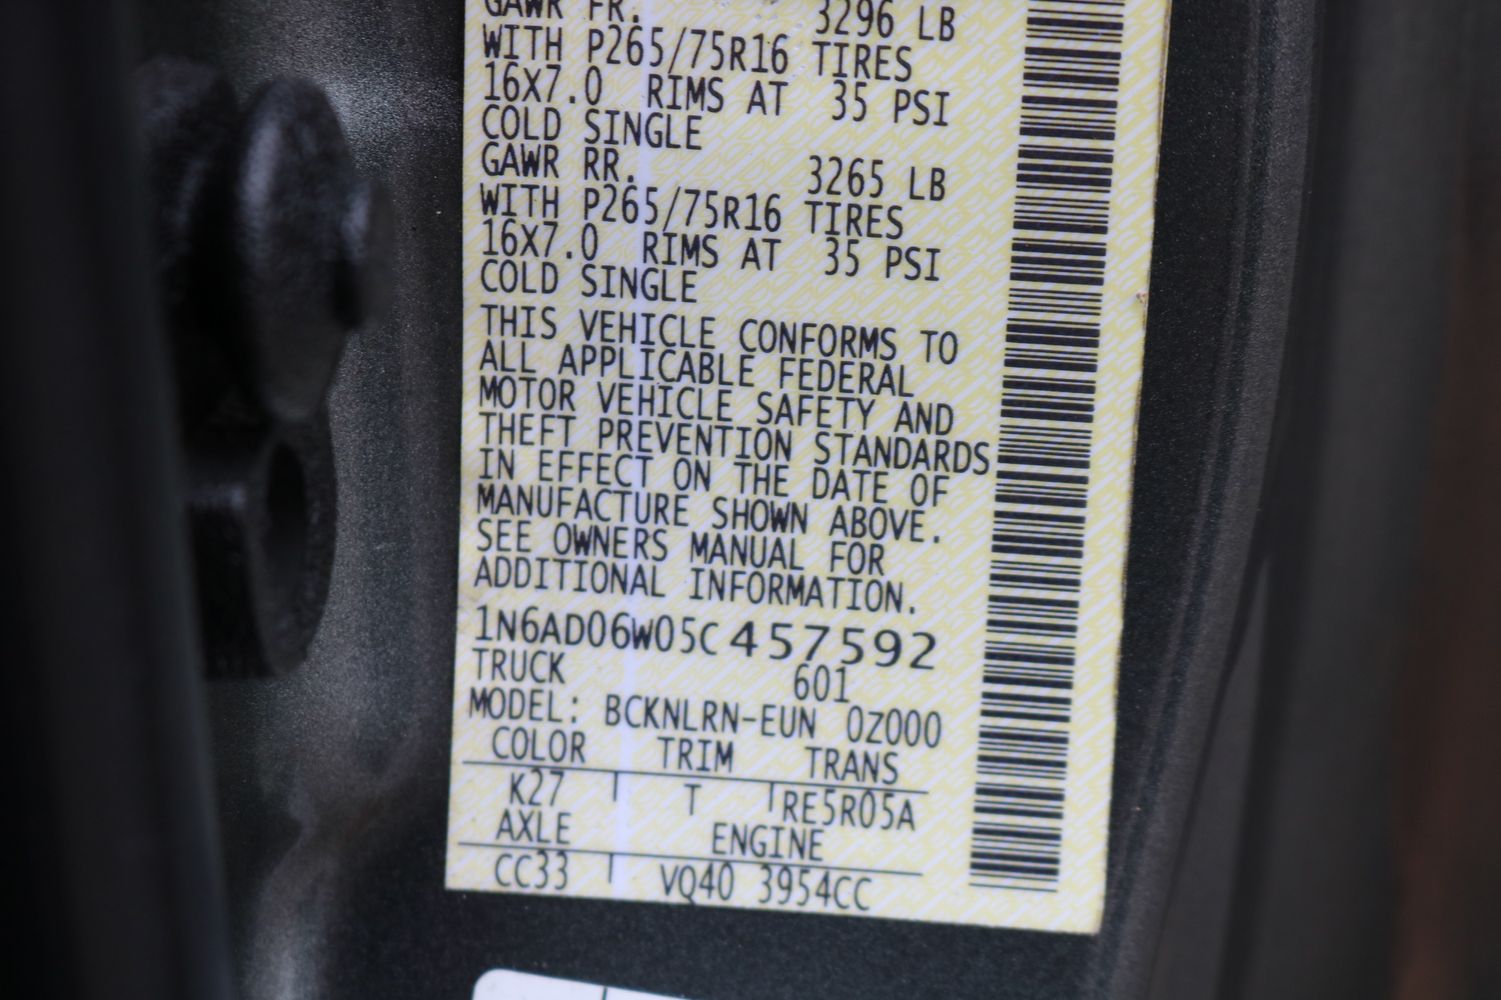 GAWR FR. 3296 LB
WITH P265/75R16 TIRES
16X7.0 RIMS AT 35 PSI
COLD SINGLE
GAWR RR. 3265 LB
WITH P265/75R16 TIRES
16X7.0 RIMS AT 35 PSI
COLD SINGLE
THIS VEHICLE CONFORMS TO
ALL APPLICABLE FEDERAL
MOTOR VEHICLE SAFETY AND
THEFT PREVENTION STANDARDS
IN EFFECT ON THE DATE OF
MANUFACTURE SHOWN ABOVE.
SEE OWNERS MANUAL FOR
ADDITIONAL INFORMATION.
1N6AD06W05C457592
TRUCK 601
MODEL: BCKNLRN-EUN 0Z000
COLOR TRIM TRANS
K27 T RE5R05A
AXLE ENGINE
CC33 VQ40 3954CC